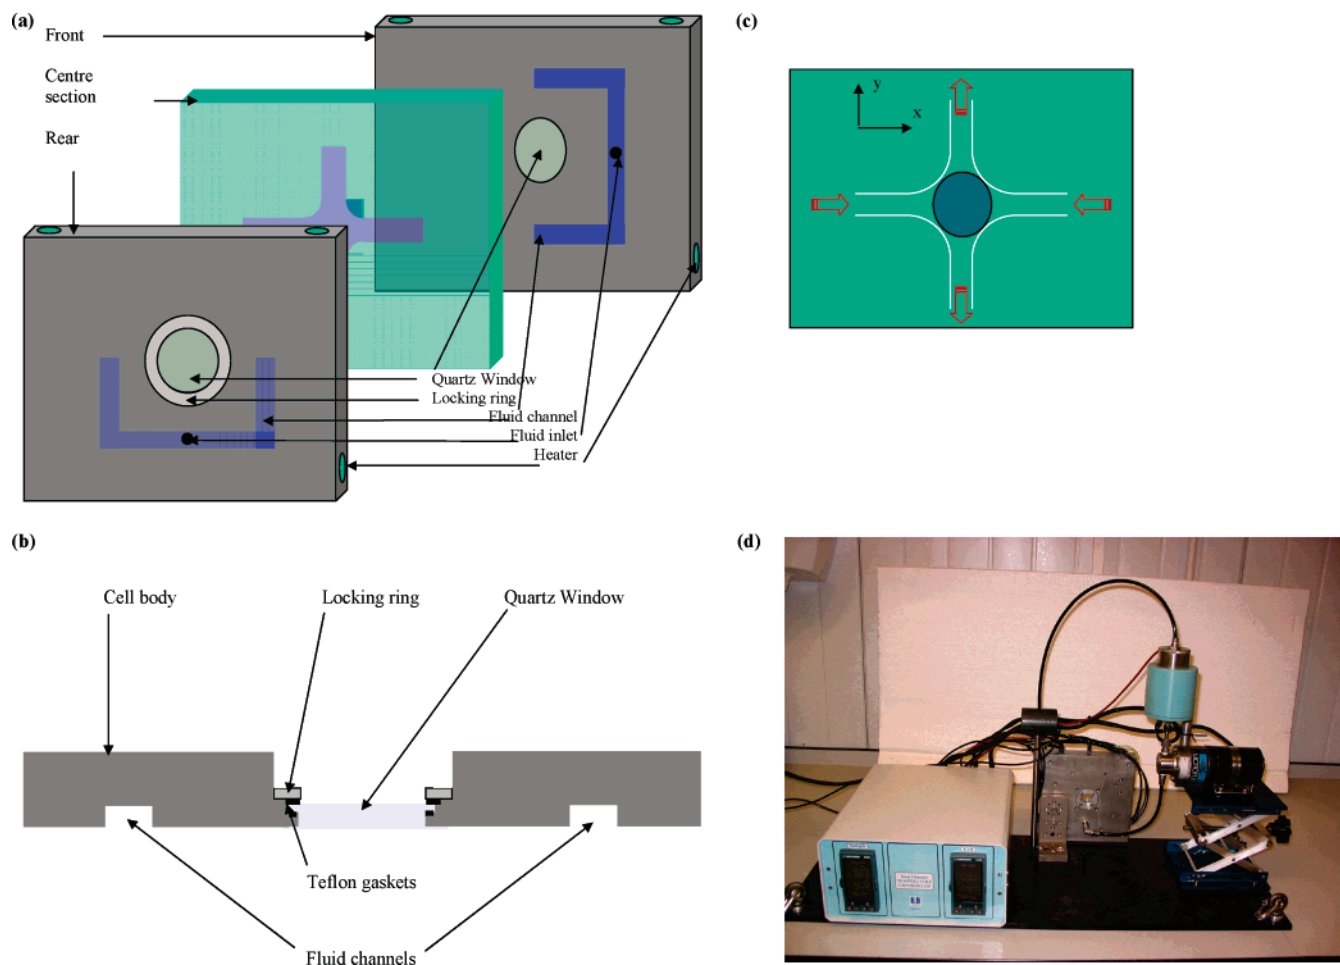 (a)
Front
Centre
section
Rear
Quartz Window
Locking ring
Fluid channel
Fluid inlet
Heater
(c)
y
x
(b)
Cell body
Locking ring
Quartz Window
Teflon gaskets
Fluid channels
(d)